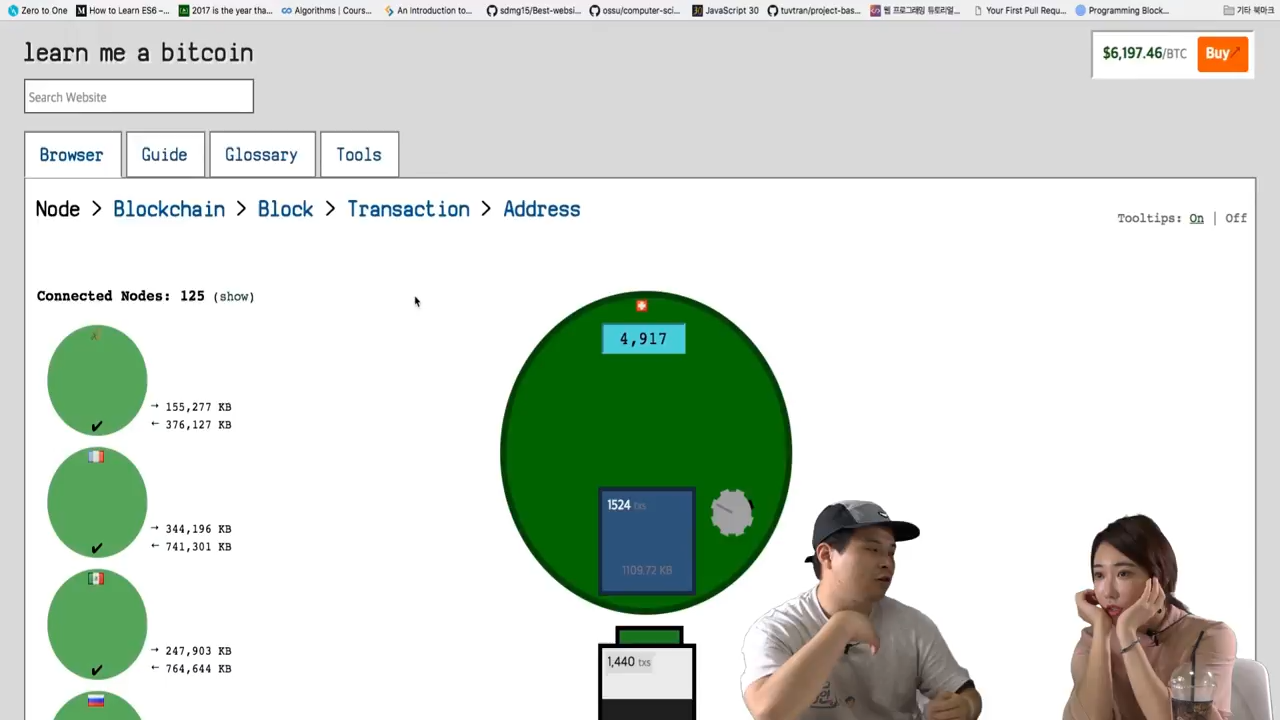 Zero to One
How to Learn ES6 –...
2017 is the year tha...
Algorithms | Cours...
An Introduction to...
sdmg15/Best-websi...
ossu/computer-sci...
JavaScript 30
tuvtran/project-bas...
웹 프로그래밍 튜토리얼...
Your First Pull Requ...
Programming Block...
기타 북마크
learn me a bitcoin
$6,197.46/BTC
Buy
Search Website
Browser
Guide
Glossary
Tools
Node > Blockchain > Block > Transaction > Address
Tooltips: On | Off
Connected Nodes: 125 (show)
4,917
→ 155,277 KB
← 376,127 KB
→ 344,196 KB
← 741,301 KB
1524 txs
1109.72 KB
→ 247,903 KB
← 764,644 KB
1,440 txs